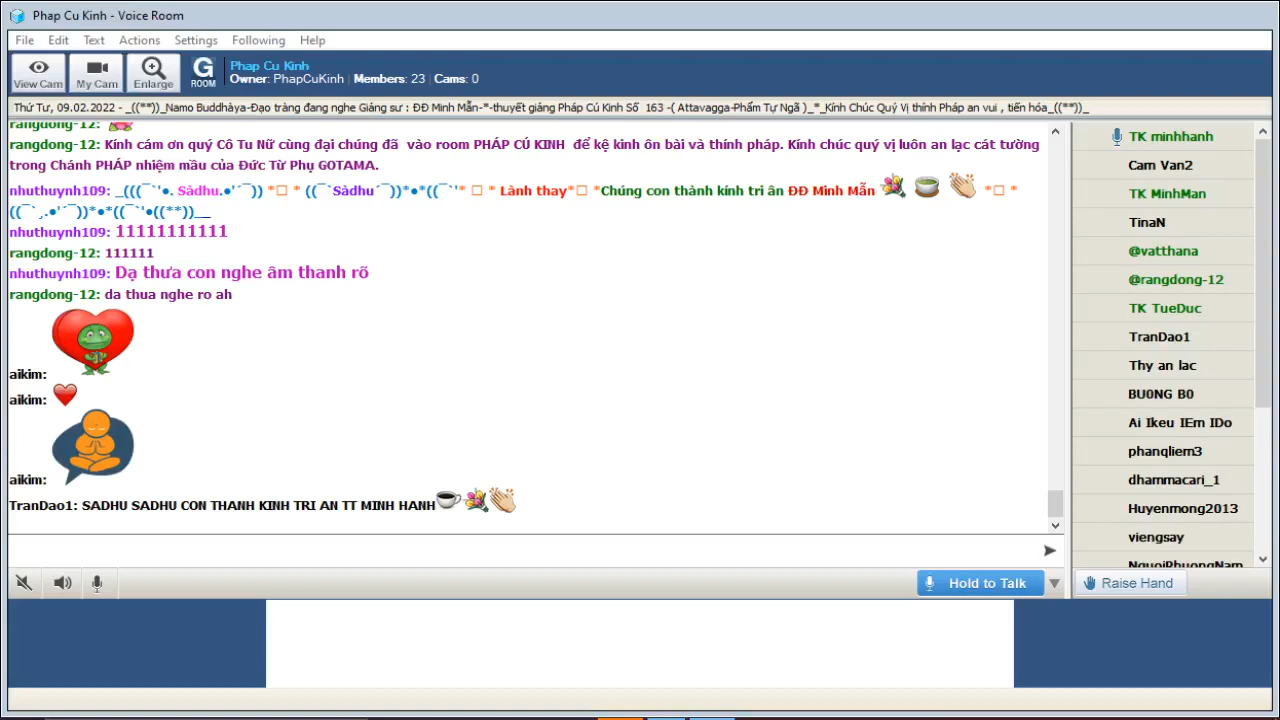 Phap Cu Kinh - Voice Room
File Edit Text Actions Settings Following Help
View Cam
My Cam
Enlarge
G
ROOM
Phap Cu Kinh
Owner: PhapCuKinh | Members: 23 | Cams: 0
Thứ Tư, 09.02.2022 - _((**))_Namo Buddhàya-Đạo tràng đang nghe Giảng sư : ĐĐ Minh Mẫn-*-thuyết giảng Pháp Cú Kinh Số 163 -( Attavagga-Phẩm Tự Ngã )_*_Kính Chúc Quý Vị thính Pháp an vui , tiến hóa_((**))_
rangdong-12:
rangdong-12: Kính cám ơn quý Cô Tu Nữ cùng đại chúng đã vào room PHÁP CÚ KINH để kệ kinh ôn bài và thính pháp. Kính chúc quý vị luôn an lạc cát tường
trong Chánh PHÁP nhiệm mầu của Đức Từ Phụ GOTAMA.
nhuthuynh109: _(((¯`'•. Sàdhu.•'´¯)) *□ * ((¯`Sàdhu´¯))*•*((¯`'* □ * Lành thay*□ *Chúng con thành kính tri ân ĐĐ Minh Mẫn *□ *
((¯`¸.•'´¯))*•*((¯`'•((**))__
nhuthuynh109: 11111111111
rangdong-12: 111111
nhuthuynh109: Dạ thưa con nghe âm thanh rõ
rangdong-12: da thua nghe ro ah
aikim:
aikim:
aikim:
TranDao1: SADHU SADHU CON THANH KINH TRI AN TT MINH HANH
TK minhhanh
Cam Van2
TK MinhMan
TinaN
@vatthana
@rangdong-12
TK TueDuc
TranDao1
Thy an lac
BU0NG B0
Ai Ikeu IEm IDo
phanqliem3
dhammacari_1
Huyenmong2013
viengsay
NguoiPhuongNam
Hold to Talk
Raise Hand